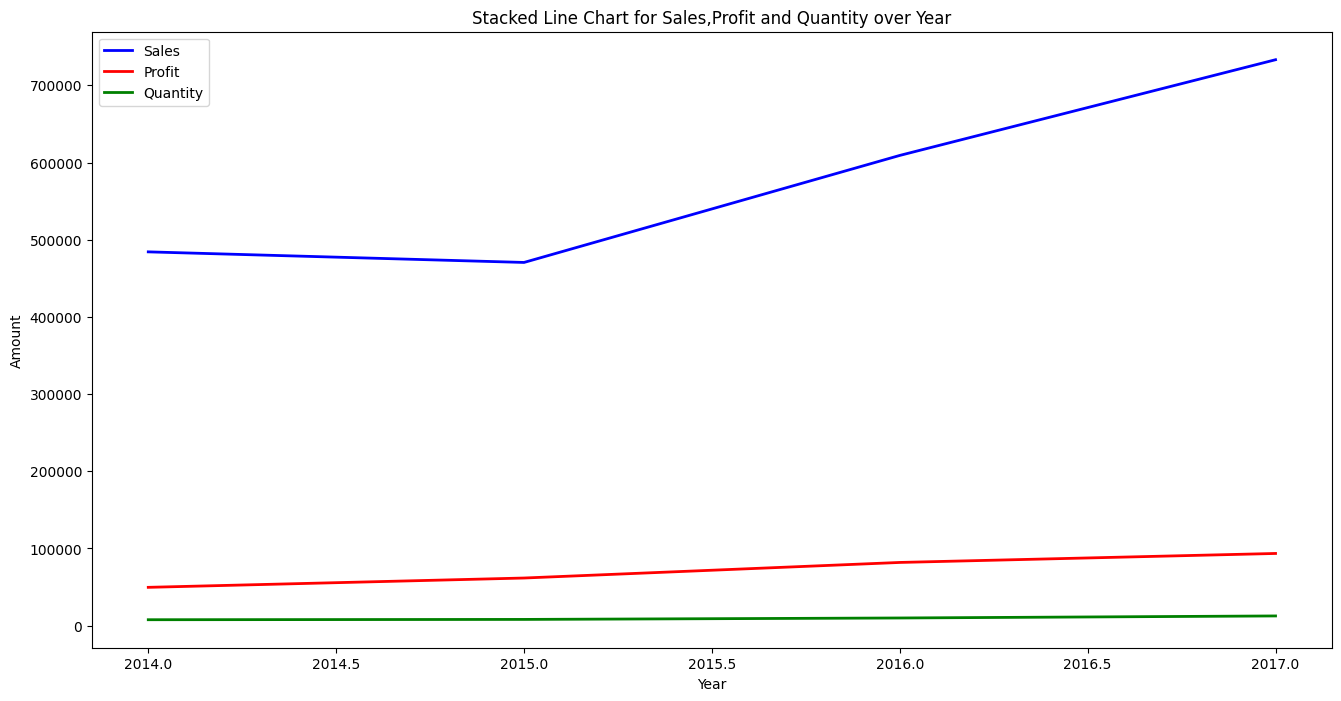 Stacked Line Chart for Sales,Profit and Quantity over Year
Sales
Profit
Quantity
Amount
700000
600000
500000
400000
300000
200000
100000
0
2014.0 2014.5 2015.0 2015.5 2016.0 2016.5 2017.0
Year